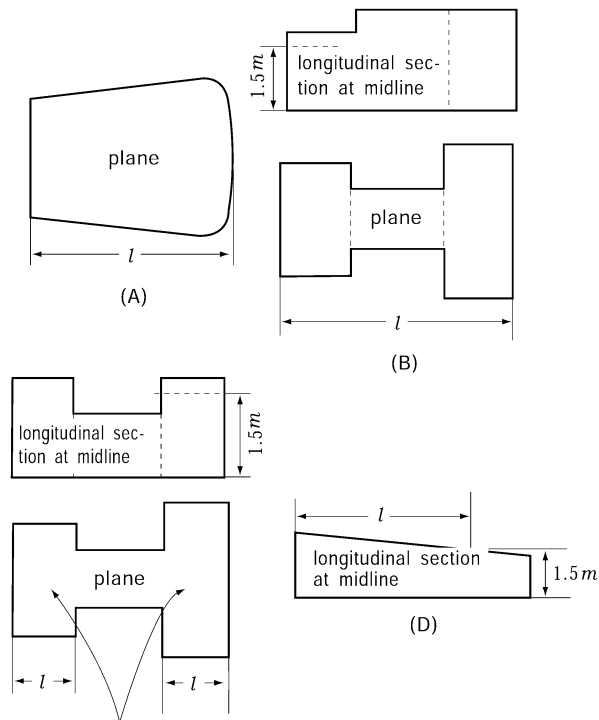 plane
l
(A)
1.5m
longitudinal sec-
tion at midline
plane
l
(B)
longitudinal sec-
tion at midline
1.5m
plane
l
l
l
longitudinal section
at midline
1.5m
(D)